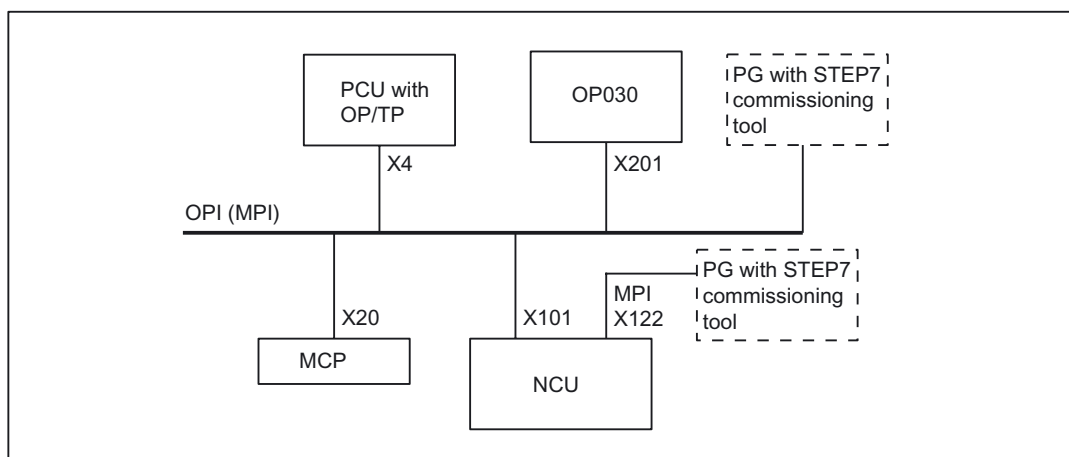 PCU with
OP/TP
OP030
PG with STEP7
commissioning
tool
X4
X201
OPI (MPI)
PG with STEP7
commissioning
tool
MPI
X122
X20
X101
MCP
NCU